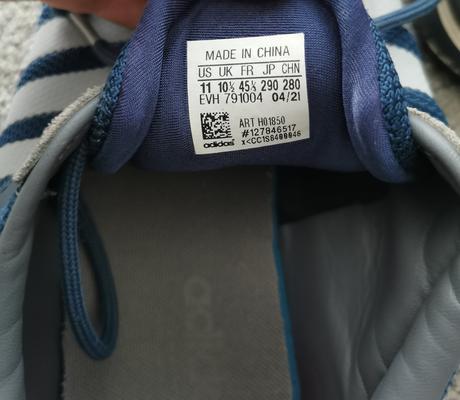 MADE IN CHINA
US UK FR JP CHN
11 10½ 45⅓ 290 280
EVH 791004 04/21
ART H01850
#127846517
adidas